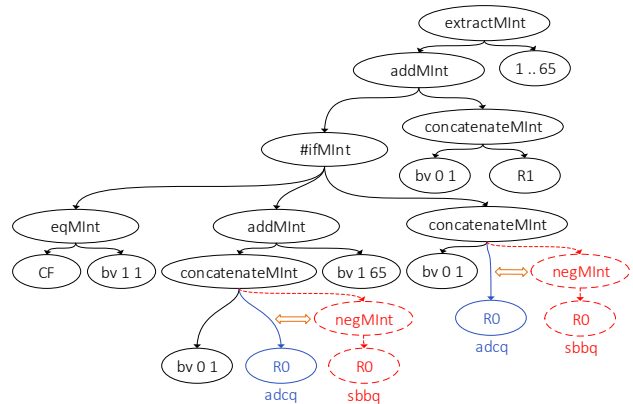 extractMInt
addMInt
1 .. 65
concatenateMInt
#ifMInt
bv 0 1
R1
eqMInt
addMInt
concatenateMInt
CF
bv 1 1
concatenateMInt
bv 1 65
bv 0 1
negMInt
negMInt
R0
R0
adcq
sbbq
bv 0 1
R0
R0
adcq
sbbq